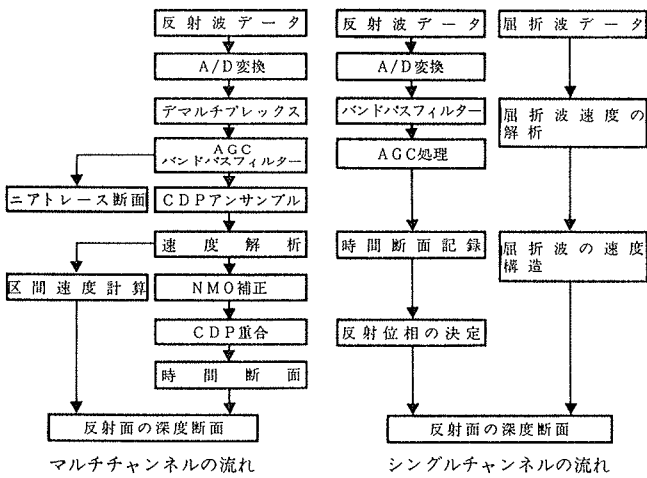 反射波データ
A/D変換
デマルチプレックス
AGC
バンドパスフィルター
ニアトレース断面
CDPアンサンブル
速度解析
区間速度計算
NMO補正
CDP重合
時間断面
反射面の深度断面
マルチチャンネルの流れ
反射波データ
A/D変換
バンドパスフィルター
AGC処理
時間断面記録
反射位相の決定
屈折波データ
屈折波速度の
解析
屈折波の速度
構造
反射面の深度断面
シングルチャンネルの流れ